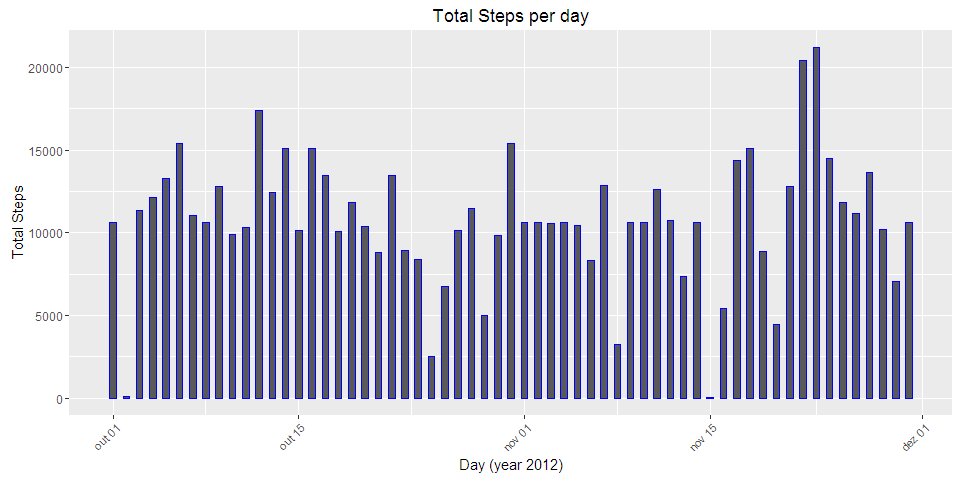 Total Steps per day
Total Steps
20000
15000
10000
5000
0
out 01
out 15
nov 01
nov 15
dez 01
Day (year 2012)